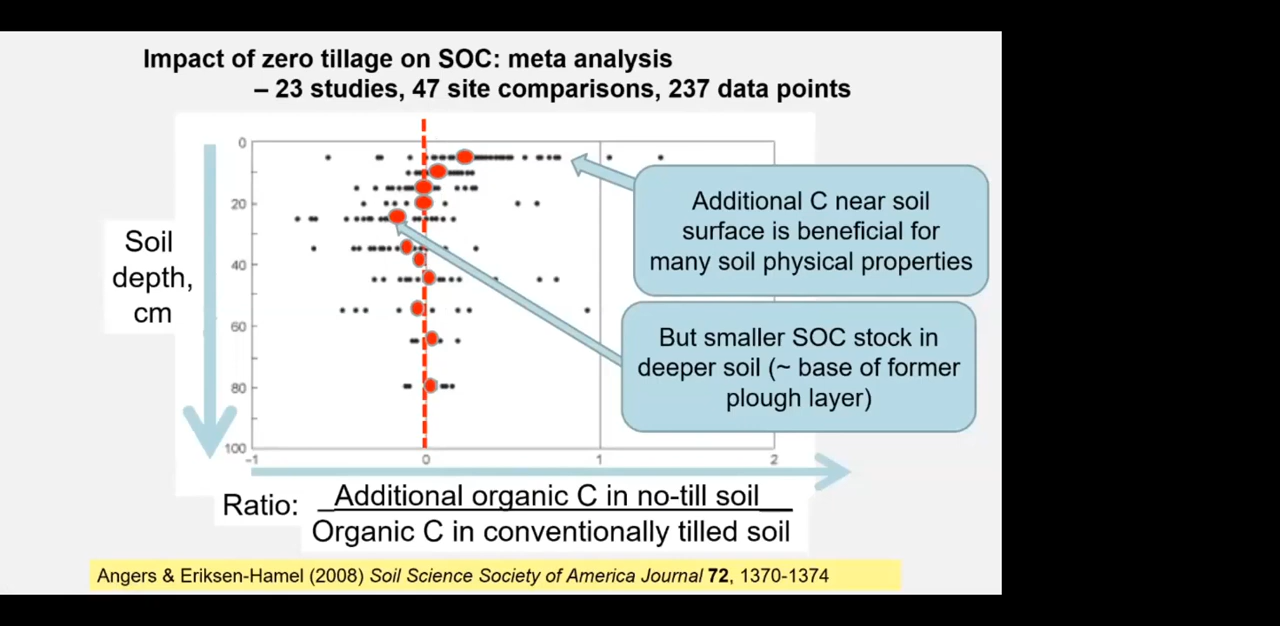 Impact of zero tillage on SOC: meta analysis
– 23 studies, 47 site comparisons, 237 data points
0
20
40
60
80
100
-1
0
1
2
Soil
depth,
cm
Additional C near soil
surface is beneficial for
many soil physical properties
But smaller SOC stock in
deeper soil (~ base of former
plough layer)
Ratio: Additional organic C in no-till soil
Organic C in conventionally tilled soil
Angers & Eriksen-Hamel (2008) Soil Science Society of America Journal 72, 1370-1374